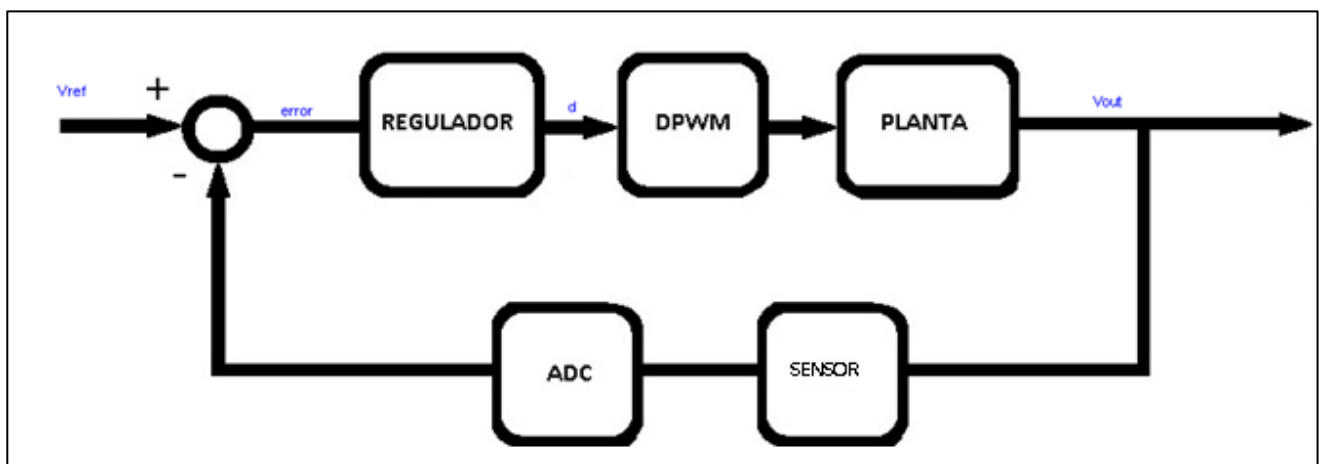 Vref
+
-
error
REGULADOR
d
DPWM
PLANTA
Vout
ADC
SENSOR